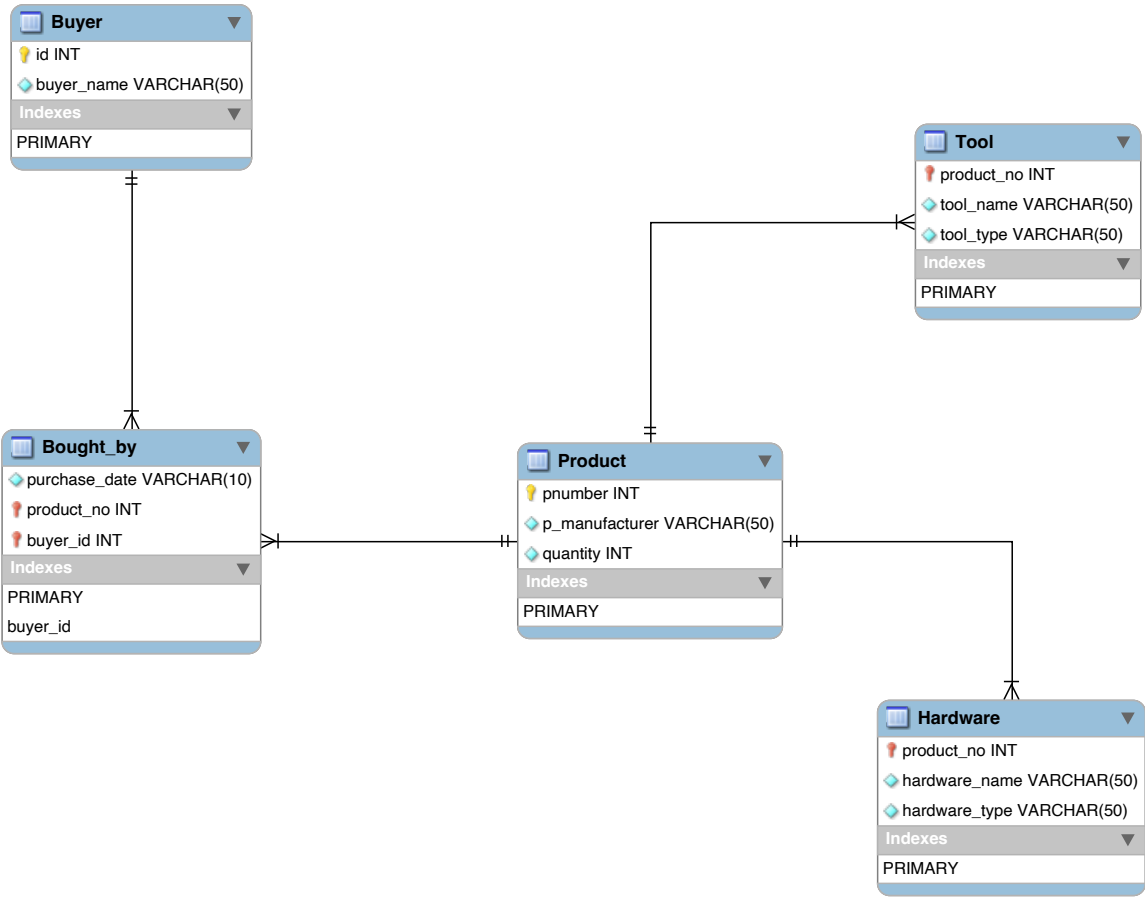 Buyer
id INT
buyer_name VARCHAR(50)
Indexes
PRIMARY
Tool
product_no INT
tool_name VARCHAR(50)
tool_type VARCHAR(50)
Indexes
PRIMARY
Bought_by
purchase_date VARCHAR(10)
product_no INT
buyer_id INT
Indexes
PRIMARY
buyer_id
Product
pnumber INT
p_manufacturer VARCHAR(50)
quantity INT
Indexes
PRIMARY
Hardware
product_no INT
hardware_name VARCHAR(50)
hardware_type VARCHAR(50)
Indexes
PRIMARY